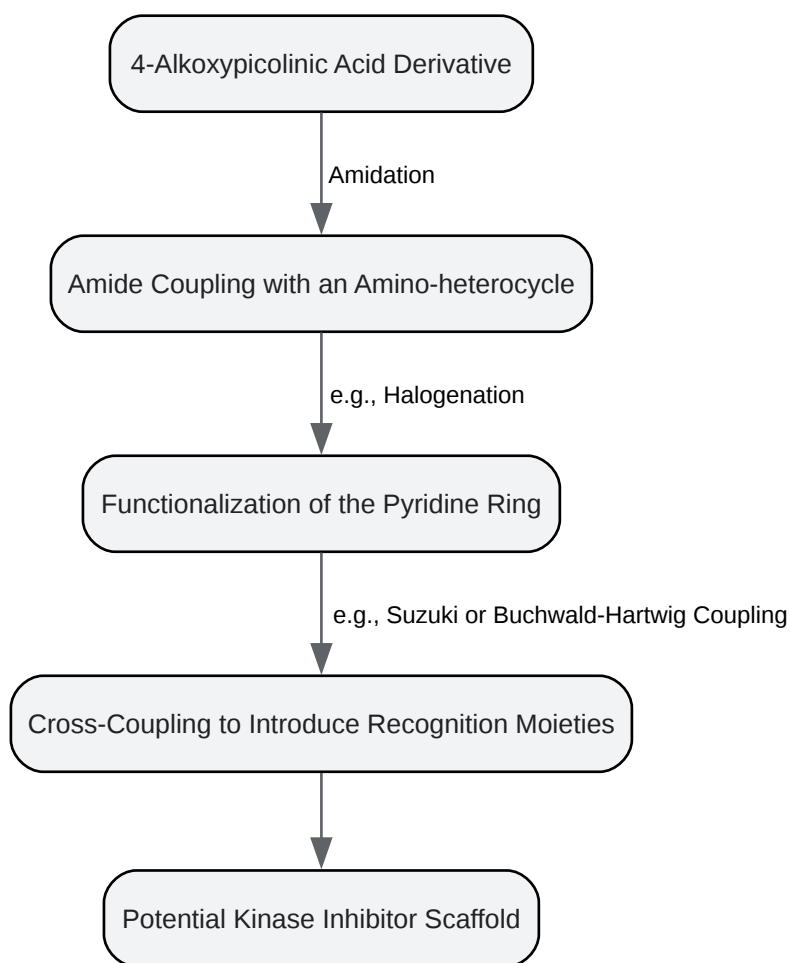 4-Alkoxypicolinic Acid Derivative
Amidation
Amide Coupling with an Amino-heterocycle
e.g., Halogenation
Functionalization of the Pyridine Ring
e.g., Suzuki or Buchwald-Hartwig Coupling
Cross-Coupling to Introduce Recognition Moieties
Potential Kinase Inhibitor Scaffold